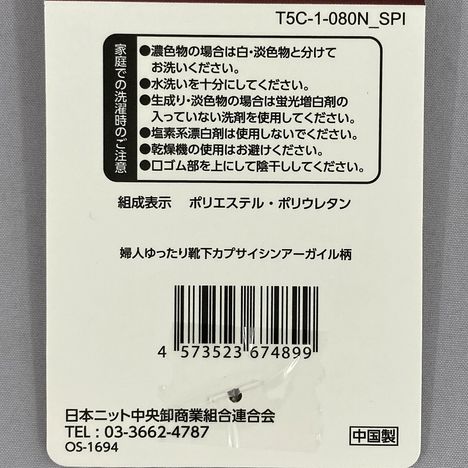 T5C-1-080N_SPI
家庭での洗濯時のご注意
●濃色物の場合は白・淡色物と分けて
お洗いください。
●水洗いを十分にしてください。
●生成り・淡色物の場合は蛍光増白剤の
入っていない洗剤を使用してください。
●塩素系漂白剤は使用しないでください。
●乾燥機の使用はお避けください。
●口ゴム部を上にして陰干ししてください。
組成表示 ポリエステル・ポリウレタン
婦人ゆったり靴下カプサイシンアーガイル柄
4 573523 674899
日本ニット中央卸商業組合連合会
TEL : 03-3662-4787
OS-1694
中国製